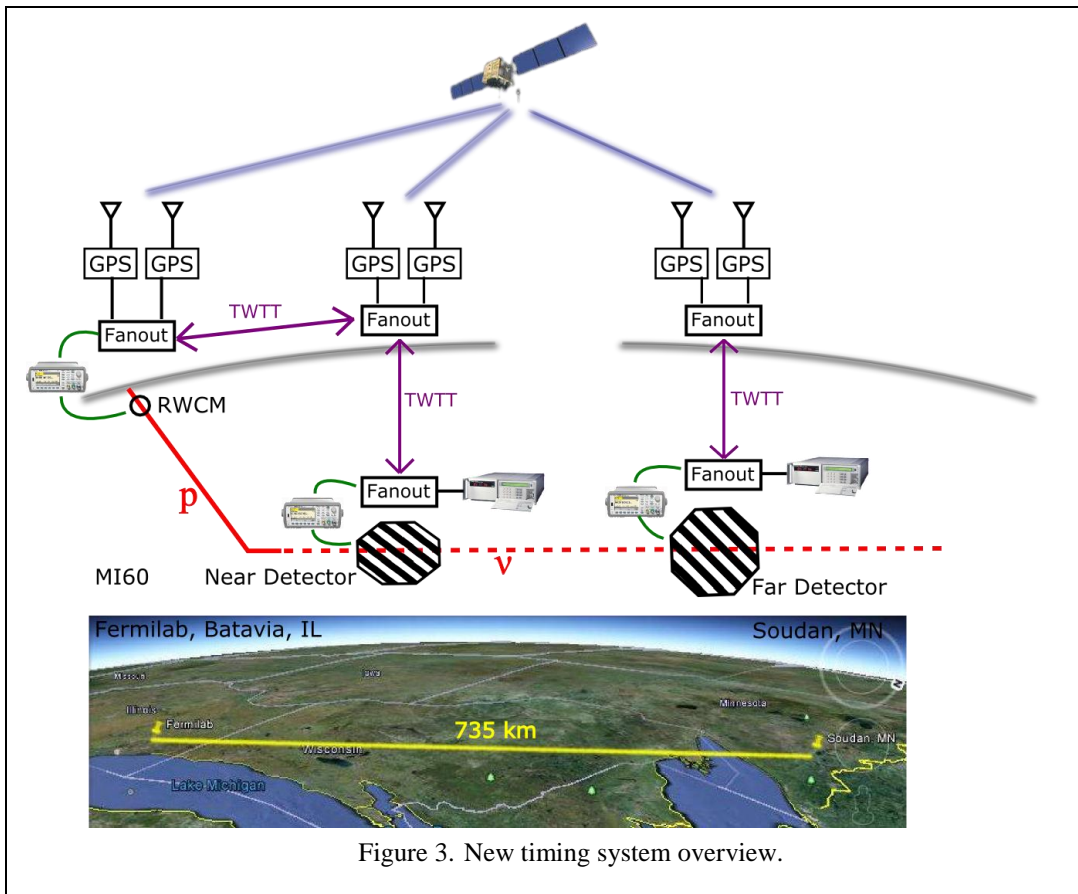 GPS GPS GPS GPS GPS GPS
TWTT
Fanout Fanout Fanout
RWCM
TWTT TWTT
p
Fanout Fanout
MI60 Near Detector ν Far Detector
Fermilab, Batavia, IL Soudan, MN
Missouri Iowa
Illinois Minnesota
Fermilab 735 km Soudan, MN
Wisconsin
Lake Michigan
N
Figure 3. New timing system overview.